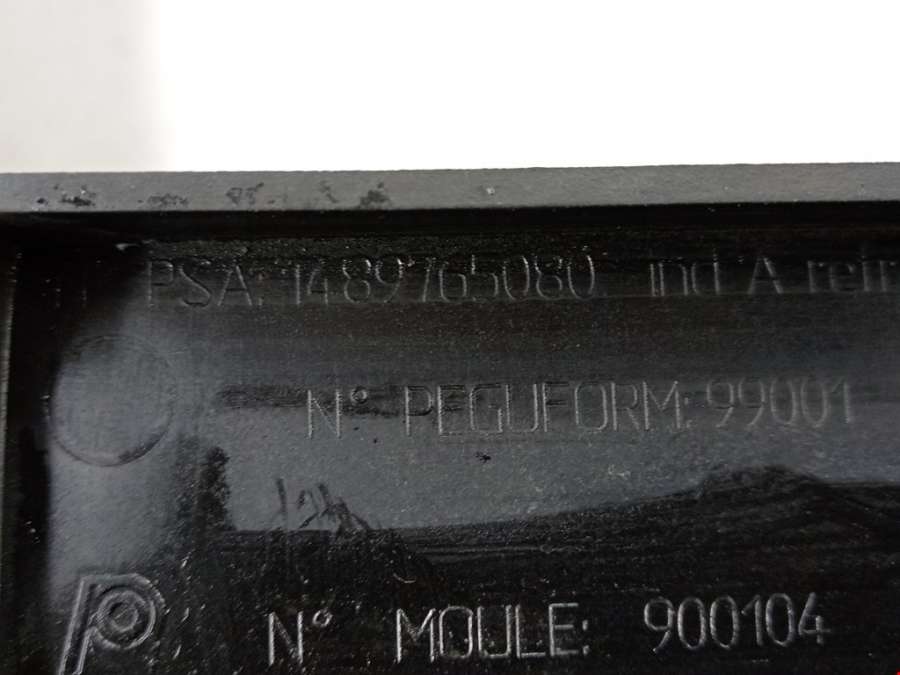 PSA: 1489765080 ind A
N° PEGUFORM: 99001
N° MOULE: 900104